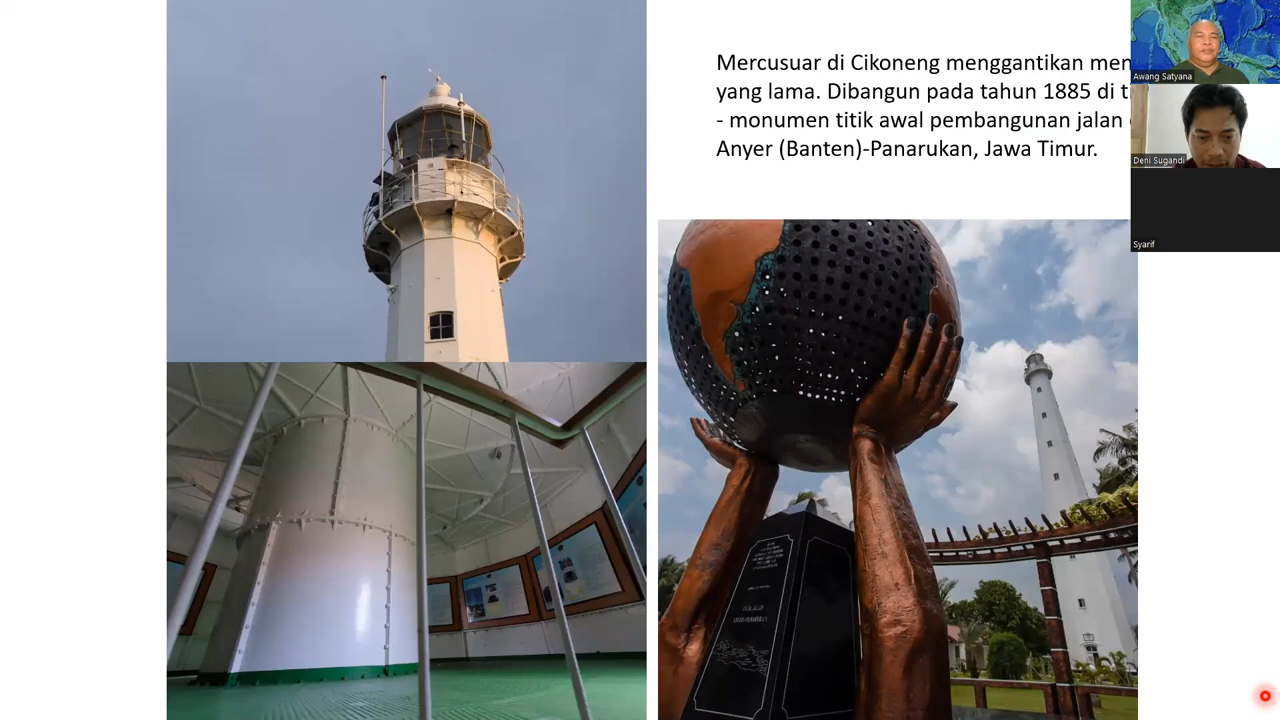 Mercusuar di Cikoneng menggantikan men
yang lama. Dibangun pada tahun 1885 di t
- monumen titik awal pembangunan jalan
Anyer (Banten)-Panarukan, Jawa Timur.
Awang Satyana
Deni Sugandi
Syarif